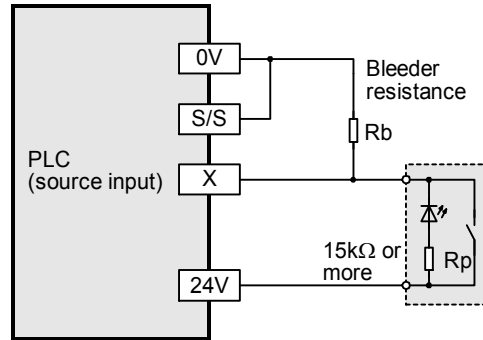 0V
Bleeder
resistance
S/S
Rb
PLC
(source input)
X
15kΩ or
more
Rp
24V